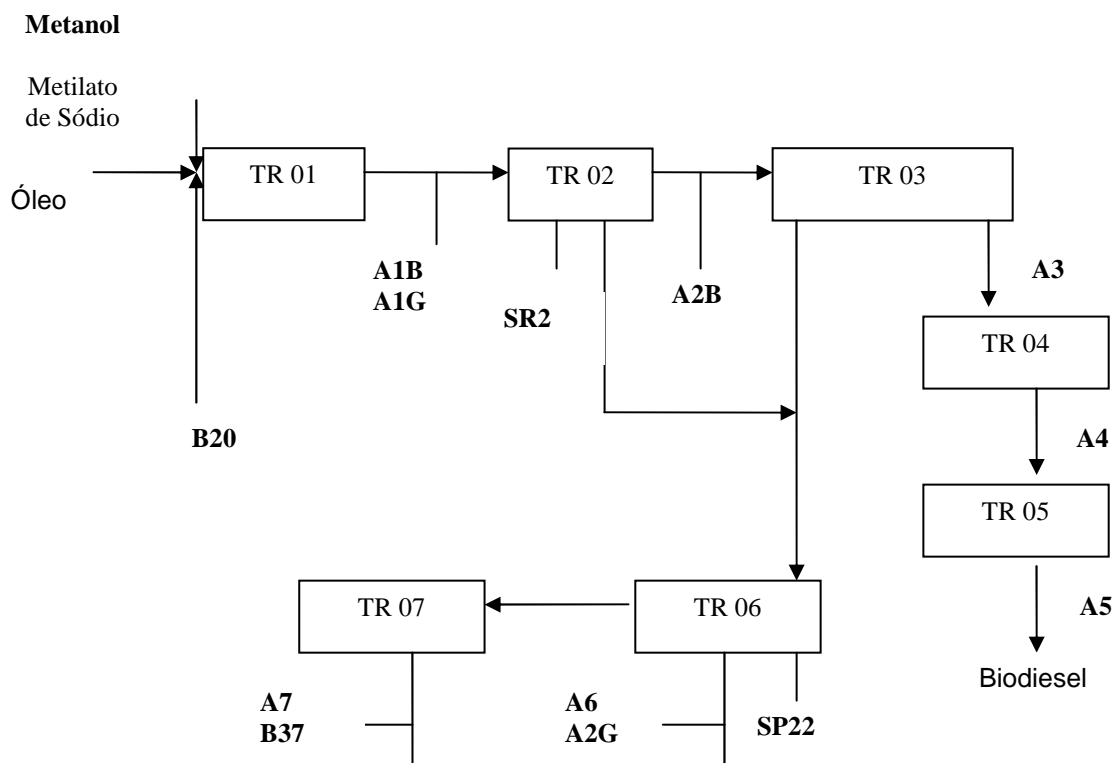 Metanol
Metilato
de Sódio
Óleo
TR 01
TR 02
TR 03
A1B
A1G
SR2
A2B
A3
TR 04
B20
A4
TR 05
TR 07
TR 06
A5
Biodiesel
A7
B37
A6
A2G
SP22